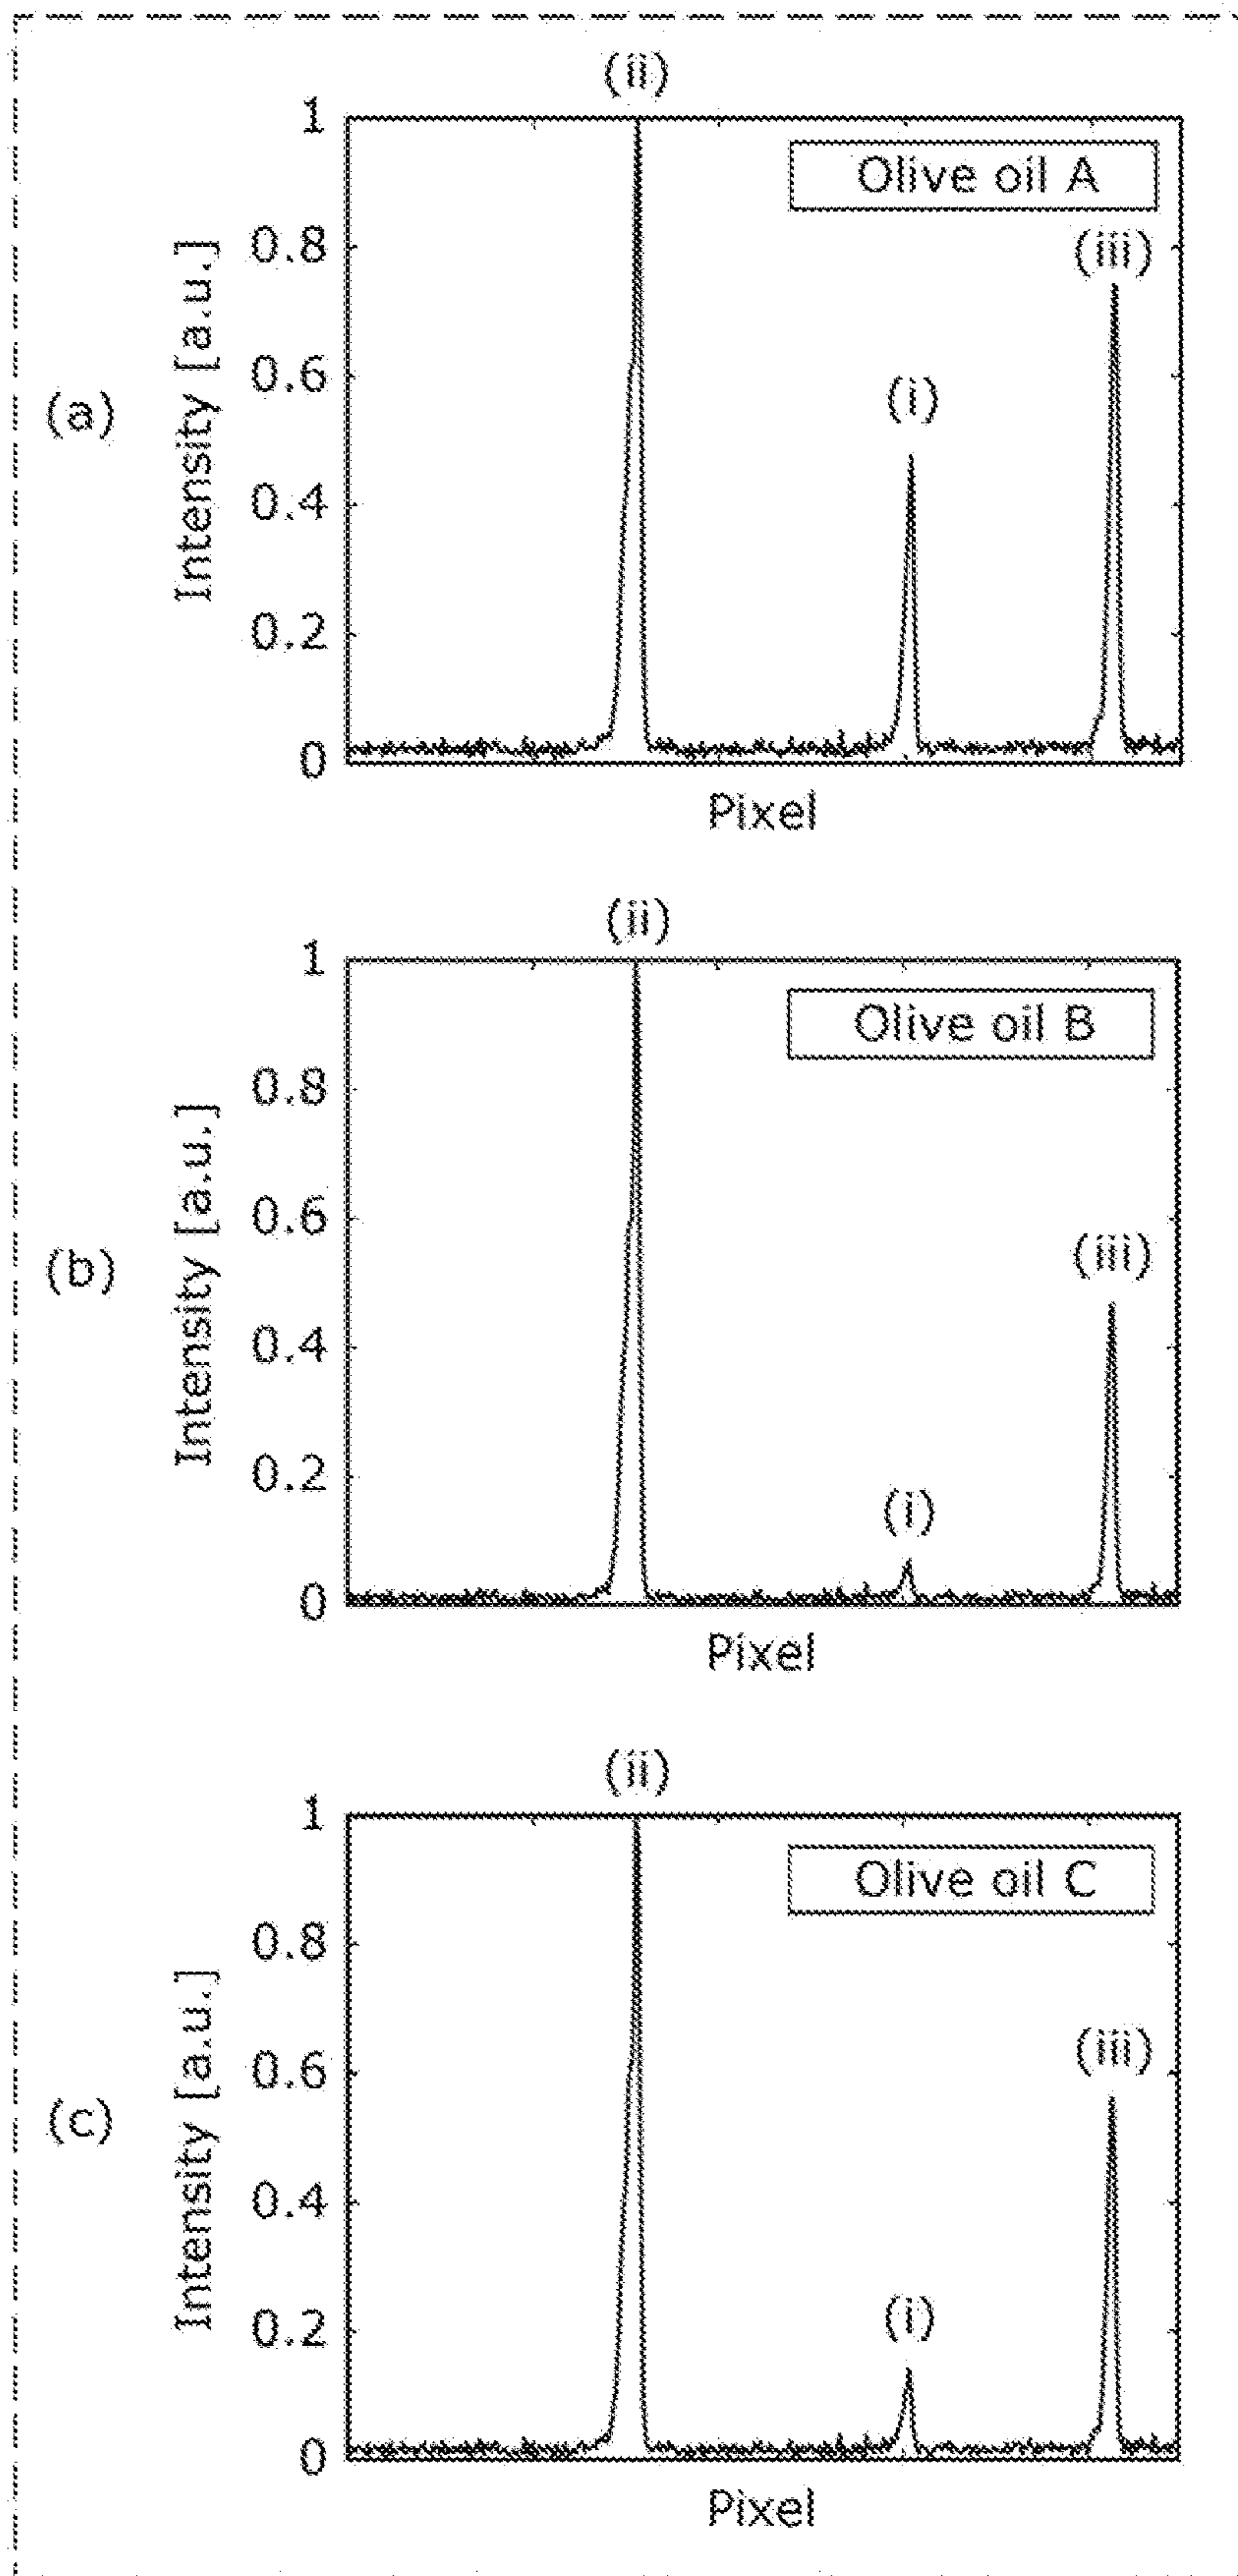 (ii)
1
Olive oil A
0.8
(iii)
0.6
(i)
(a)
Intensity [a.u.]
0.4
0.2
0
Pixel
(ii)
1
Olive oil B
0.8
0.6
(iii)
(b)
Intensity [a.u.]
0.4
0.2
(i)
0
Pixel
(ii)
1
Olive oil C
0.8
0.6
(iii)
(c)
Intensity [a.u.]
0.4
0.2
(i)
0
Pixel